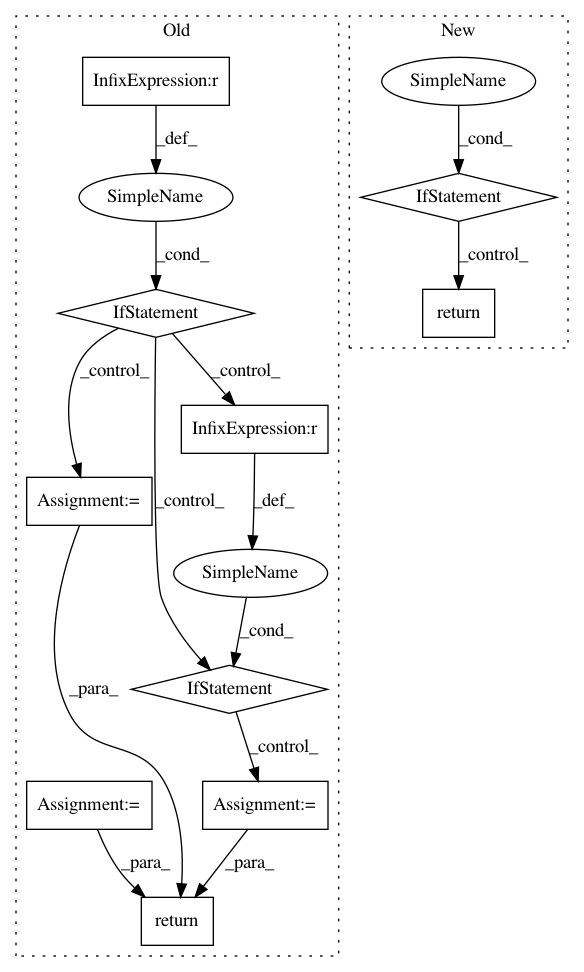 Old
New
InfixExpression:r
SimpleName
_def_
_cond_
SimpleName
IfStatement
_cond_
_control_
IfStatement
return
_control_
_control_
InfixExpression:r
Assignment:=
_control_
_def_
SimpleName
_cond_
IfStatement
_para_
_control_
Assignment:=
Assignment:=
_para_
_para_
return